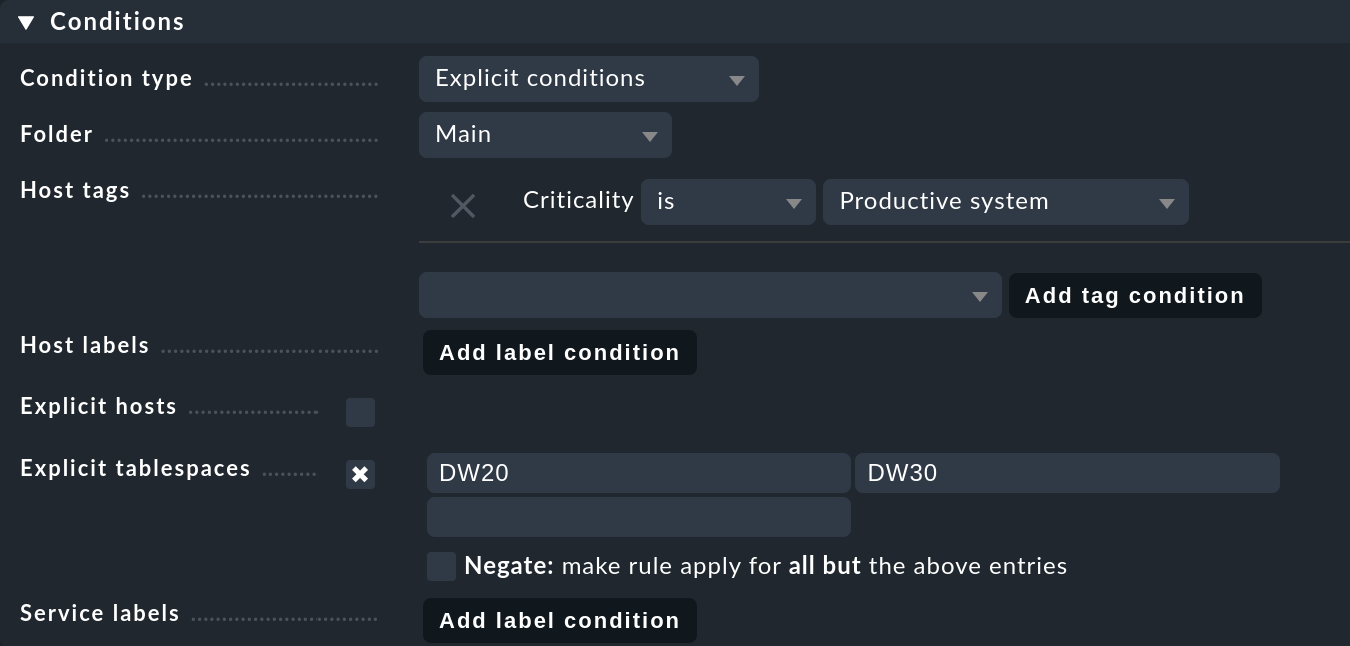 Conditions
Condition type Explicit conditions
Folder Main
Host tags Criticality is Productive system
Add tag condition
Host labels Add label condition
Explicit hosts
Explicit tablespaces DW20 DW30
Negate: make rule apply for all but the above entries
Service labels Add label condition